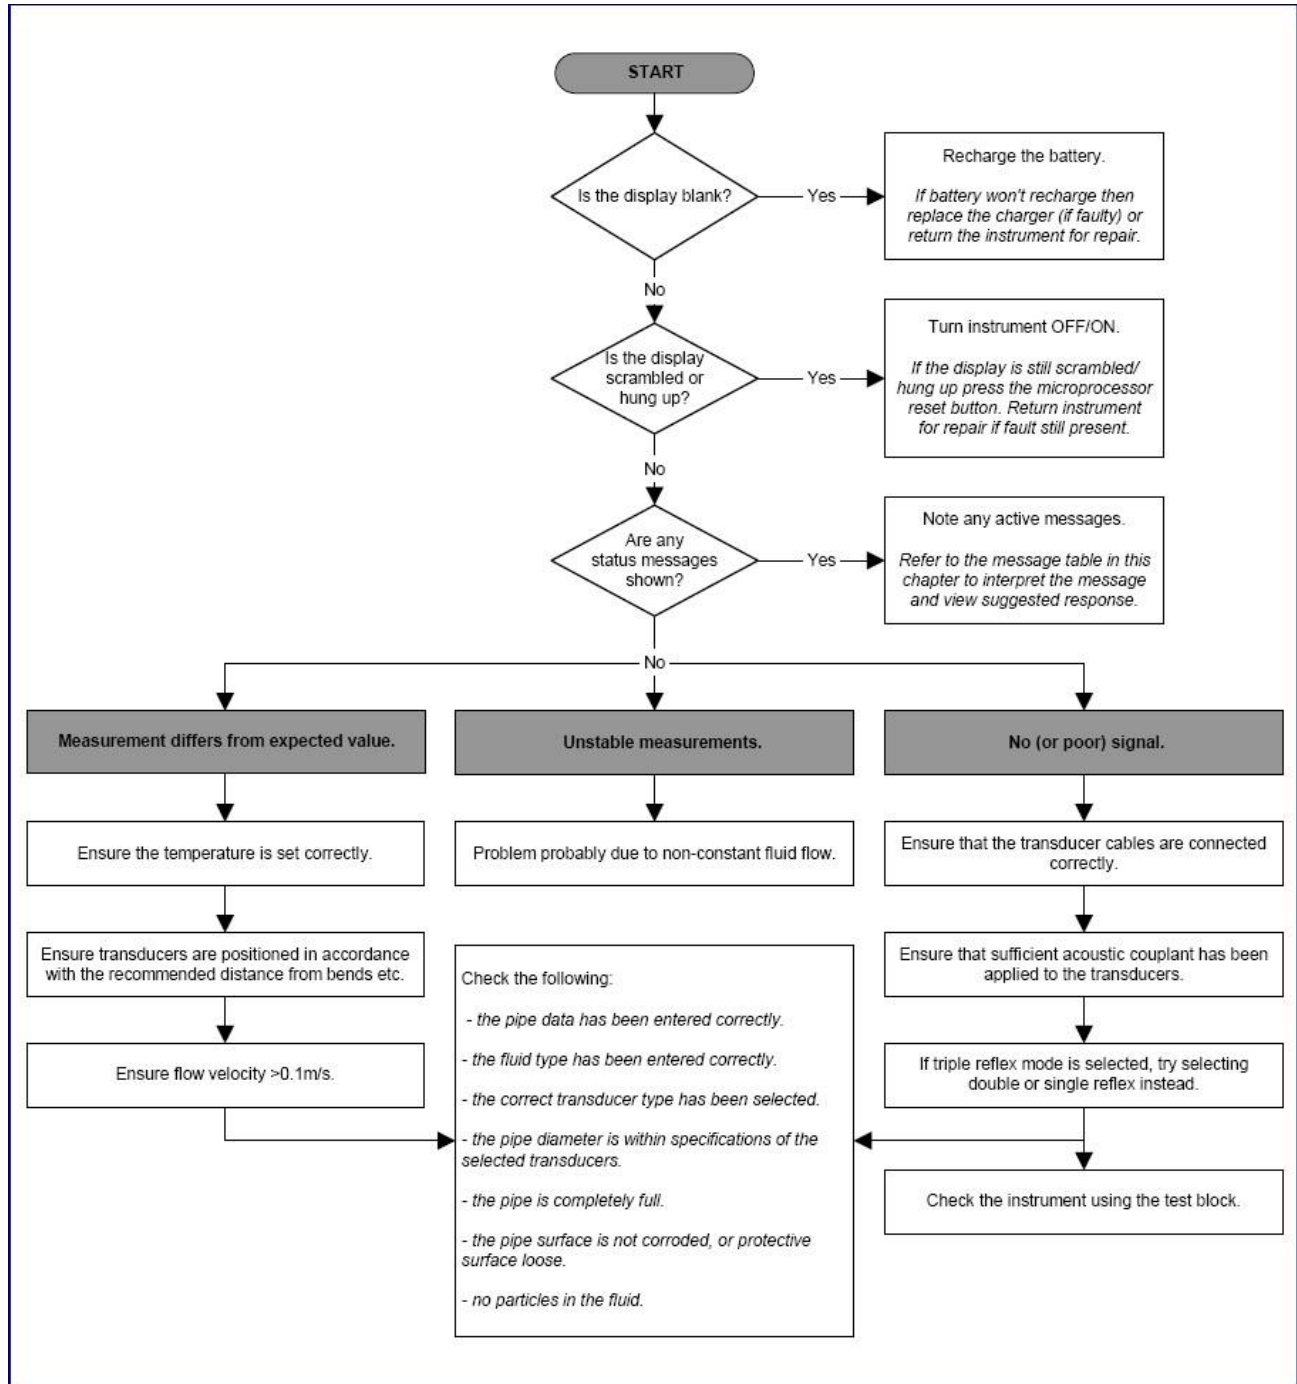 START
Is the display blank?
Yes
Recharge the battery.
If battery won't recharge then
replace the charger (if faulty) or
return the instrument for repair.
No
Is the display
scrambled or
hung up?
Yes
Turn instrument OFF/ON.
If the display is still scrambled/
hung up press the microprocessor
reset button. Return instrument
for repair if fault still present.
No
Are any
status messages
shown?
Yes
Note any active messages.
Refer to the message table in this
chapter to interpret the message
and view suggested response.
No
Measurement differs from expected value.
Ensure the temperature is set correctly.
Ensure transducers are positioned in accordance
with the recommended distance from bends etc.
Ensure flow velocity >0.1m/s.
Unstable measurements.
Problem probably due to non-constant fluid flow.
Check the following:
- the pipe data has been entered correctly.
- the fluid type has been entered correctly.
- the correct transducer type has been selected.
- the pipe diameter is within specifications of the
selected transducers.
- the pipe is completely full.
- the pipe surface is not corroded, or protective
surface loose.
- no particles in the fluid.
No (or poor) signal.
Ensure that the transducer cables are connected
correctly.
Ensure that sufficient acoustic couplant has been
applied to the transducers.
If triple reflex mode is selected, try selecting
double or single reflex instead.
Check the instrument using the test block.